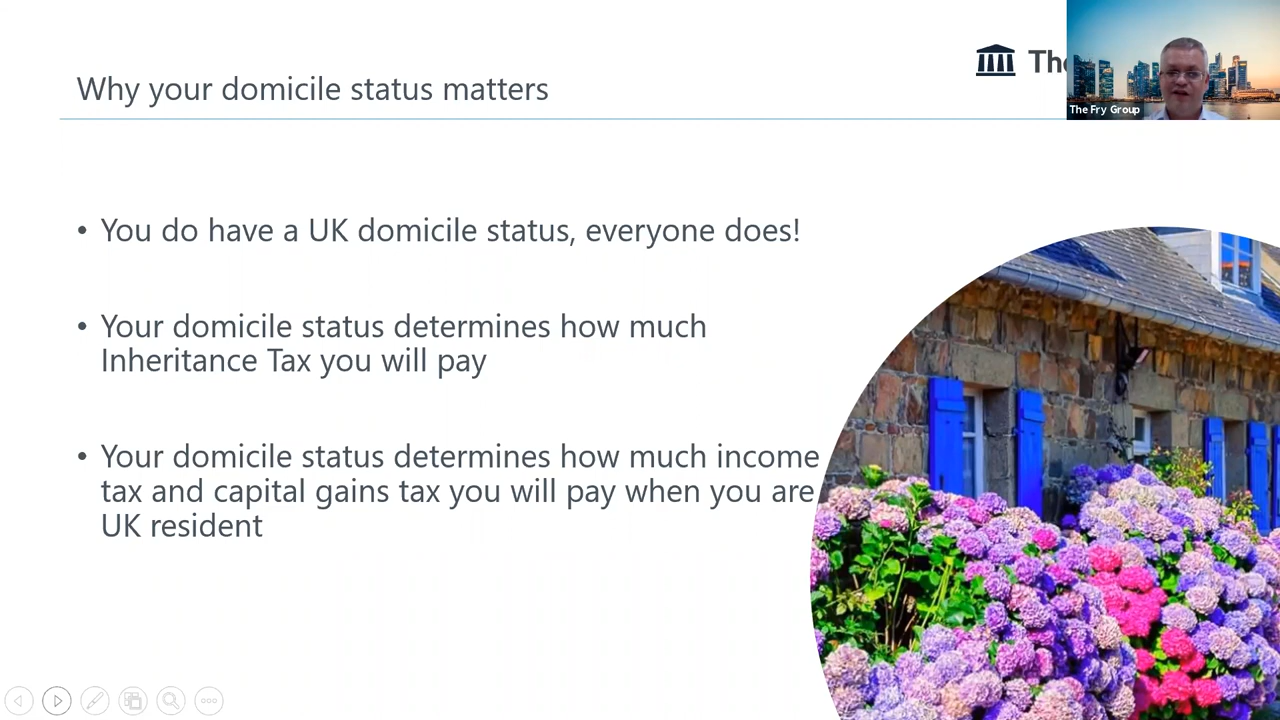 Why your domicile status matters
The Fry Group
• You do have a UK domicile status, everyone does!
• Your domicile status determines how much
Inheritance Tax you will pay
• Your domicile status determines how much income
tax and capital gains tax you will pay when you are
UK resident